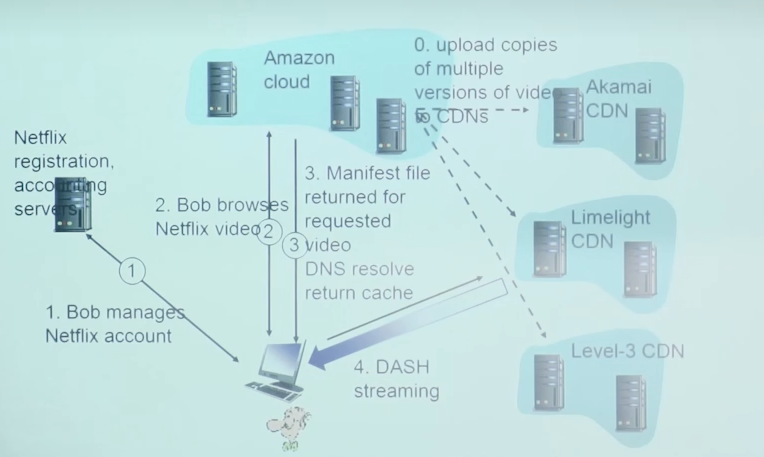 Amazon
cloud
0. upload copies
of multiple
versions of video
to CDNs
Akamai
CDN
Netflix
registration,
accounting
servers
3. Manifest file
returned for
requested
video
DNS resolve
return cache
2. Bob browses
Netflix video
2
3
Limelight
CDN
1
1. Bob manages
Netflix account
4. DASH
streaming
Level-3 CDN